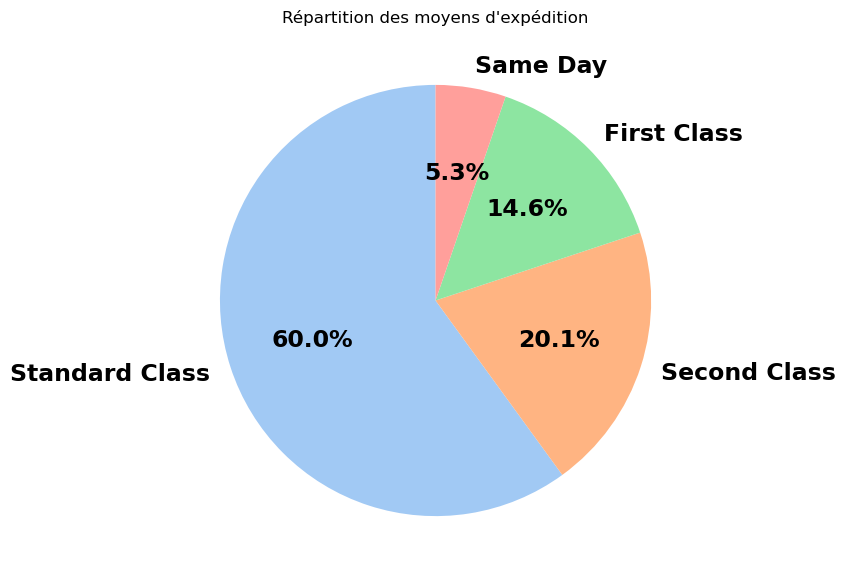 Répartition des moyens d'expédition
Same Day
First Class
5.3%
14.6%
60.0%
20.1%
Standard Class
Second Class